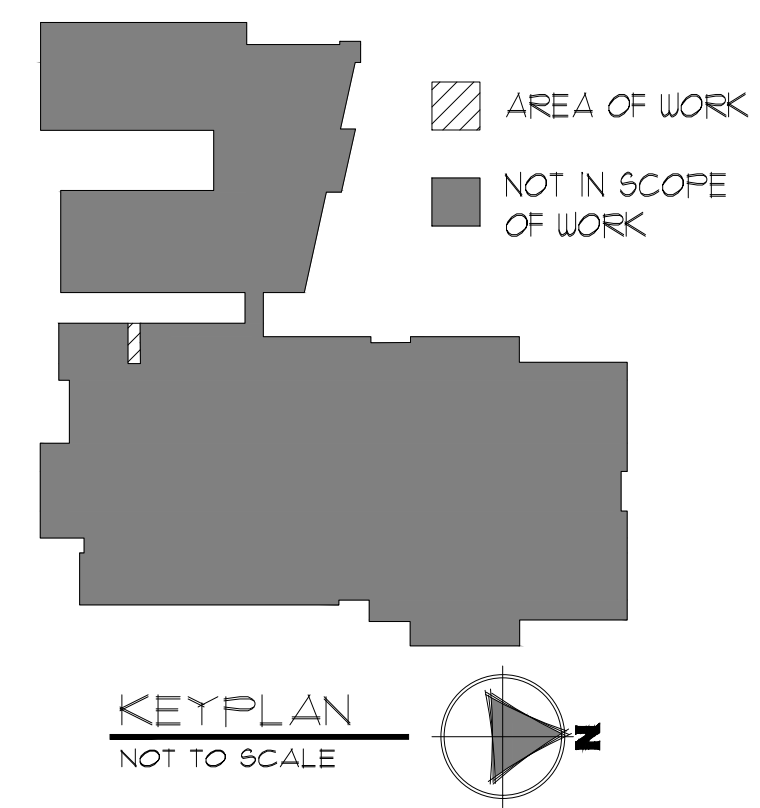 AREA OF WORK
NOT IN SCOPE
OF WORK
KEYPLAN
NOT TO SCALE
N